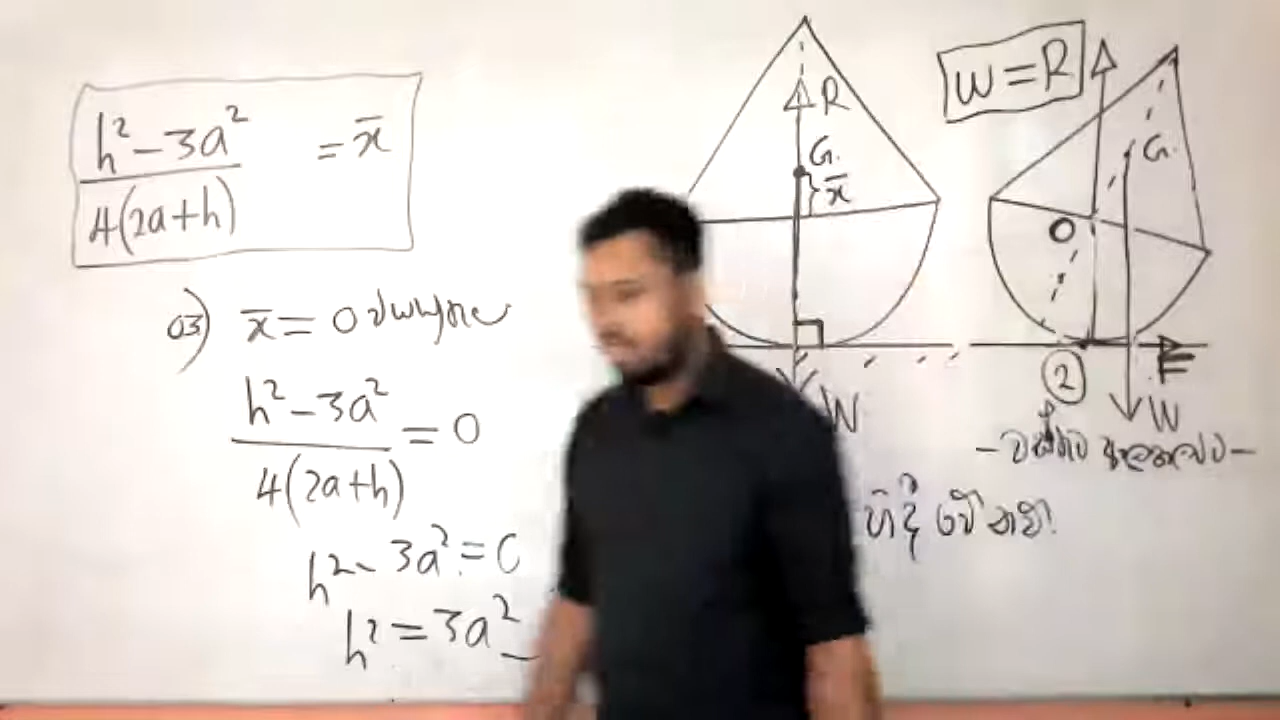 h² - 3a² / 4(2a+h) = x̄
03) x̄ = 0
h² - 3a² / 4(2a+h) = 0
h² - 3a² = 0
h² = 3a²
R
G
x̄
W
W = R
G
O
2
F
W